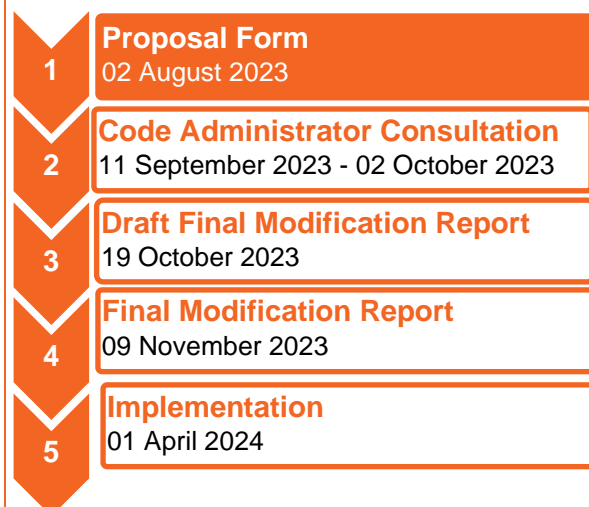 1
Proposal Form
02 August 2023
2
Code Administrator Consultation
11 September 2023 - 02 October 2023
3
Draft Final Modification Report
19 October 2023
4
Final Modification Report
09 November 2023
5
Implementation
01 April 2024